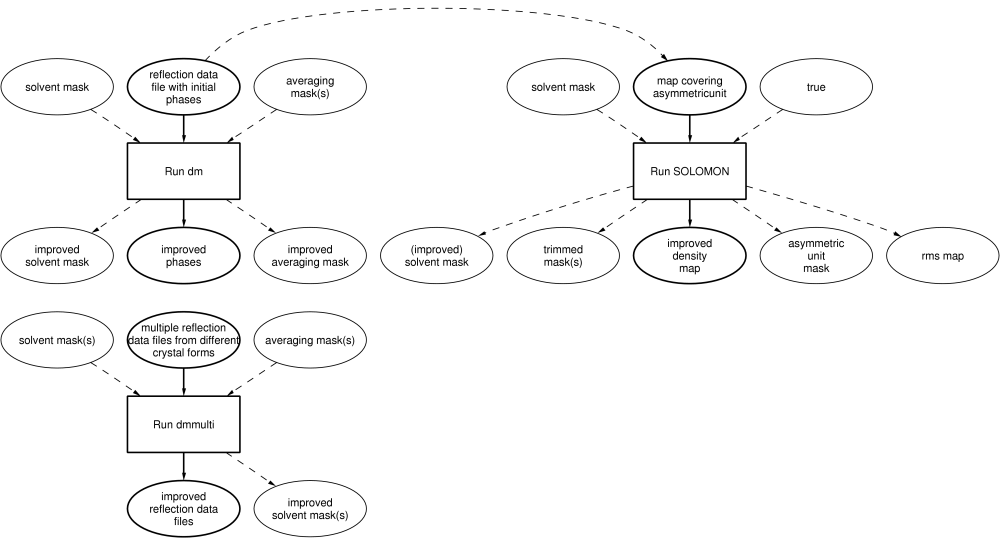 solvent mask
reflection data
file with initial
phases
averaging
mask(s)
solvent mask
map covering
asymmetricunit
true
Run dm
Run SOLOMON
improved
solvent mask
improved
phases
improved
averaging mask
(improved)
solvent mask
trimmed
mask(s)
improved
density
map
asymmetric
unit
mask
rms map
solvent mask(s)
multiple reflection
data files from different
crystal forms
averaging mask(s)
Run dmmulti
improved
reflection data
files
improved
solvent mask(s)